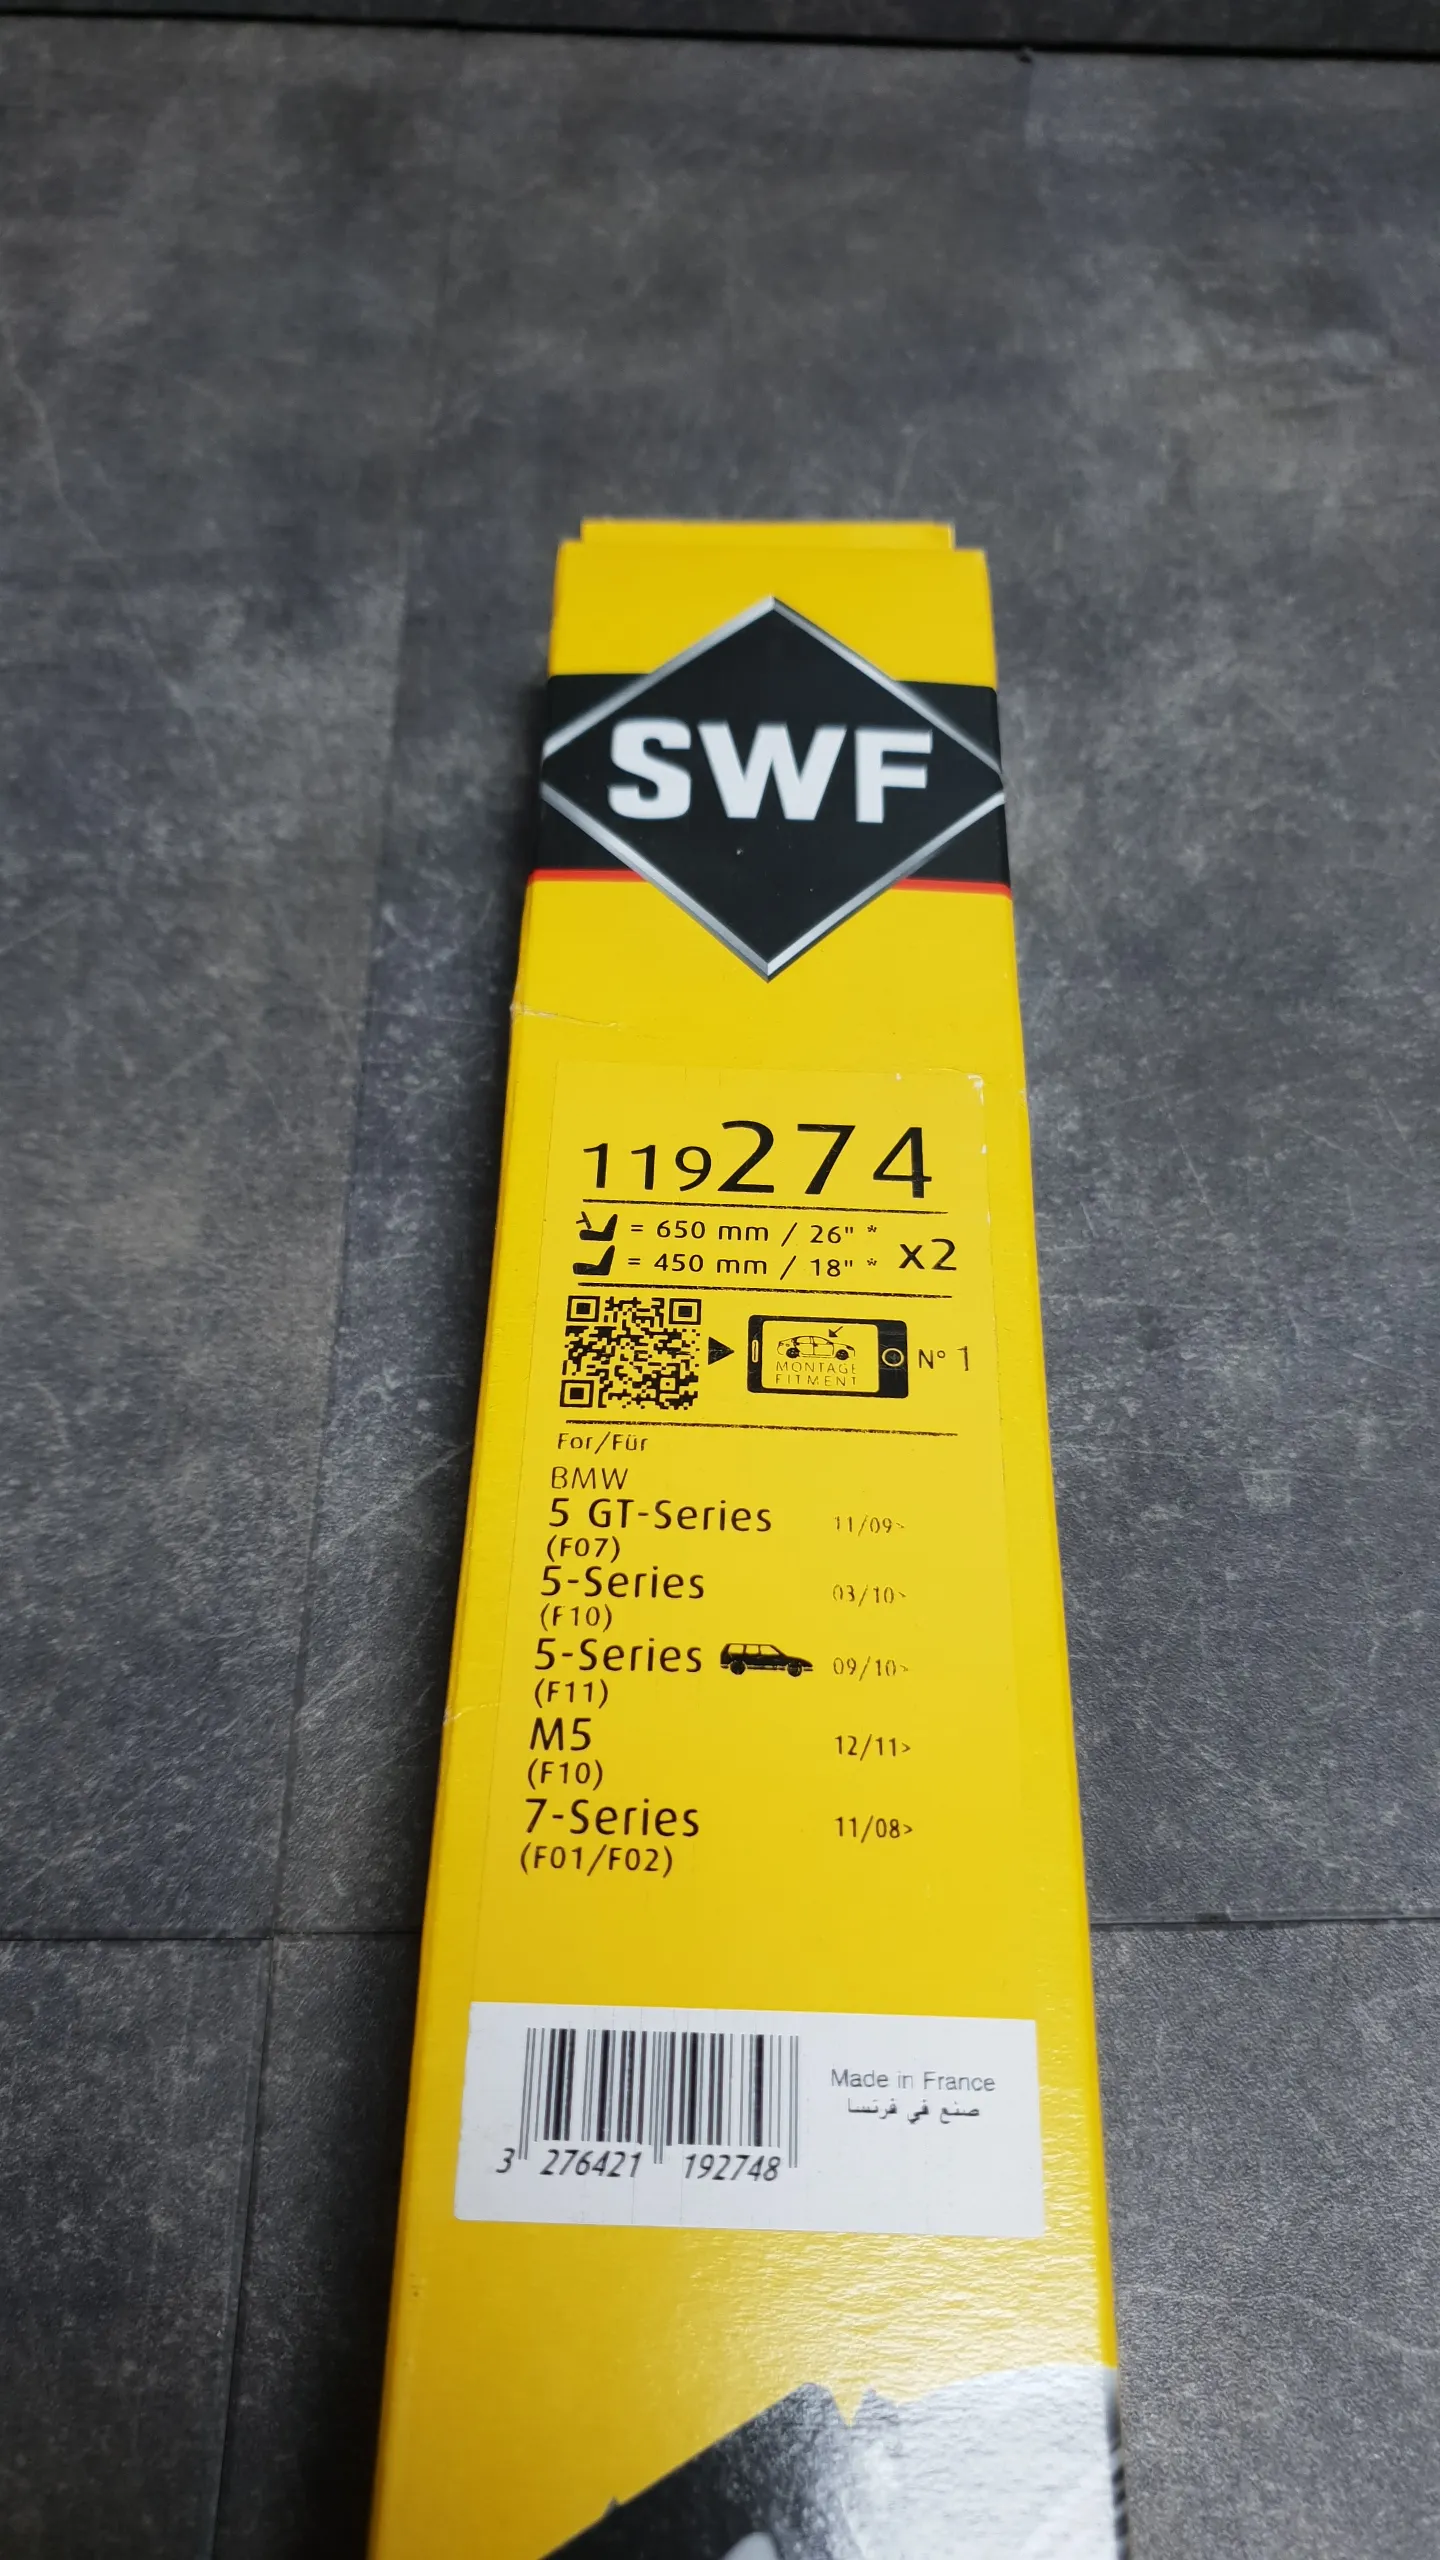 SWF
119274
= 650 mm / 26" *
= 450 mm / 18" *
x2
MONTAGE
FITMENT
N° 1
For/Für
BMW
5 GT-Series 11/09>
(F07)
5-Series 03/10>
(F10)
5-Series 09/10>
(F11)
M5 12/11>
(F10)
7-Series 11/08>
(F01/F02)
Made in France
صنع في فرنسا
3 276421 192748